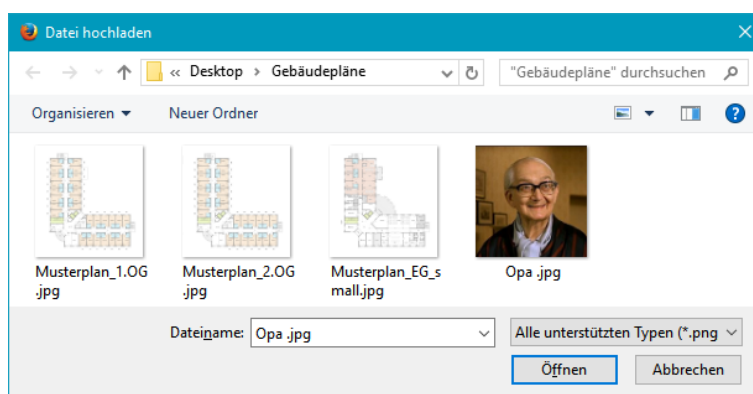 Datei hochladen
« Desktop › Gebäudepläne
"Gebäudepläne" durchsuchen
Organisieren
Neuer Ordner
Musterplan_1.OG
.jpg
Musterplan_2.OG
.jpg
Musterplan_EG_s
mall.jpg
Opa .jpg
Dateiname:
Opa .jpg
Alle unterstützten Typen (*.png
Öffnen
Abbrechen